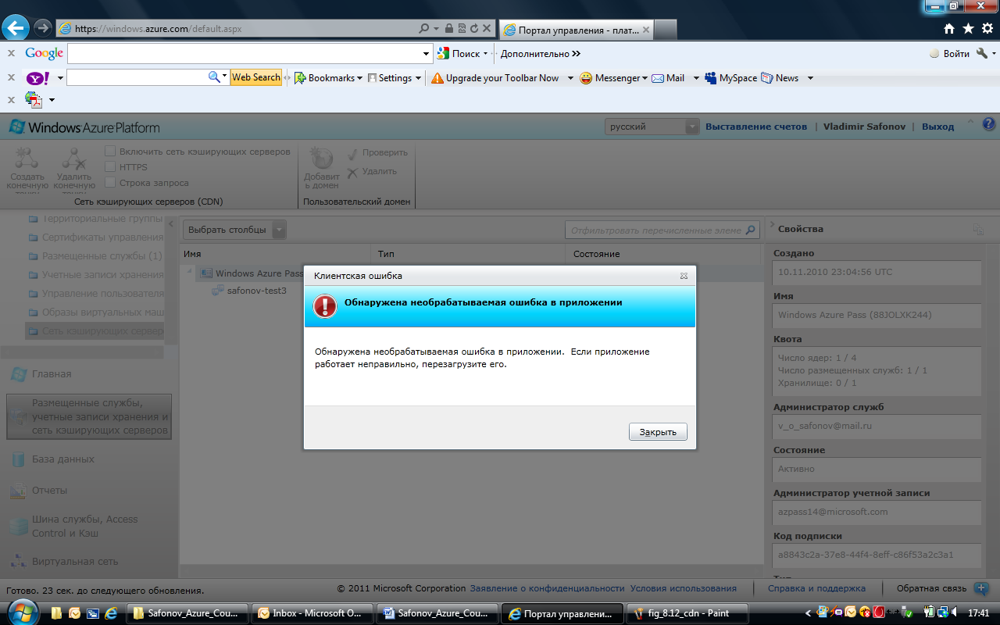 https://windows.azure.com/default.aspx
Портал управления - плат...
Google
Поиск
Дополнительно
Войти
Y!
Web Search
Bookmarks
Settings
Upgrade your Toolbar Now
Messenger
Mail
MySpace
News
Windows Azure Platform
русский
Выставление счетов | Vladimir Safonov | Выход
Включить сеть кэширующих серверов
HTTPS
Строка запроса
Создать
конечную
Удалить
конечную
Сеть кэширующих серверов (CDN)
Добавит
ь домен
Проверить
Удалить
Пользовательский домен
Территориальные группы
Сертификаты управления
Размещенные службы (1)
Учетные записи хранения
Управление пользователя
Образы виртуальных маш
Сеть кэширующих сервер
Главная
Размещенные службы,
учетные записи хранения и
сеть кэширующих серверов
База данных
Отчеты
Шина службы, Access
Control и Кэш
Виртуальная сеть
Выбрать столбцы
Отфильтровать перечисленные элеме
Имя
Тип
Состояние
Windows Azure Pass
safonov-test3
Клиентская ошибка
Обнаружена необрабатываемая ошибка в приложении
Обнаружена необрабатываемая ошибка в приложении. Если приложение
работает неправильно, перезагрузите его.
Закрыть
Свойства
Создано
10.11.2010 23:04:56 UTC
Имя
Windows Azure Pass (88JOLXK244)
Квота
Число ядер: 1 / 4
Число размещенных служб: 1 / 1
Хранилище: 0 / 1
Администратор служб
v_o_safonov@mail.ru
Состояние
Активно
Администратор учетной записи
azpass14@microsoft.com
Код подписки
a8843c2a-37e8-44f4-8eff-c86f53a2c3a1
Готово. 23 сек. до следующего обновления.
© 2011 Microsoft Corporation Заявление о конфиденциальности Условия использования
Справка и поддержка
Обратная связь
Safonov_Azure_Cou...
Inbox - Microsoft O...
Safonov_Azure_Cou...
Портал управлени...
fig_8.12_cdn - Paint
17:41